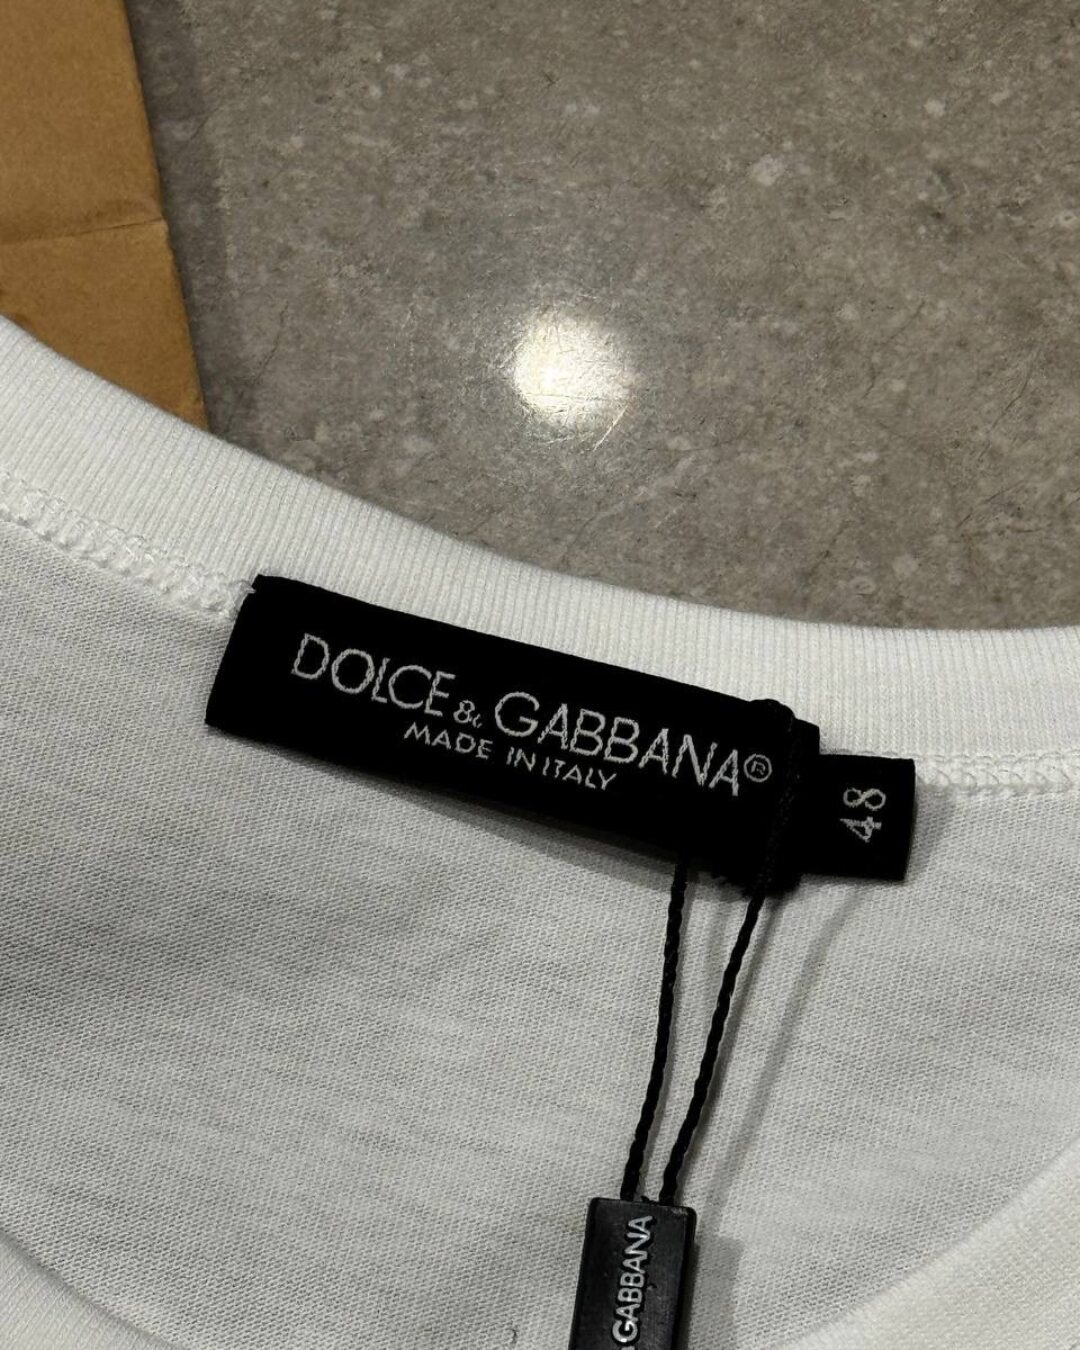 DOLCE & GABBANA®
MADE IN ITALY
48
GABBANA